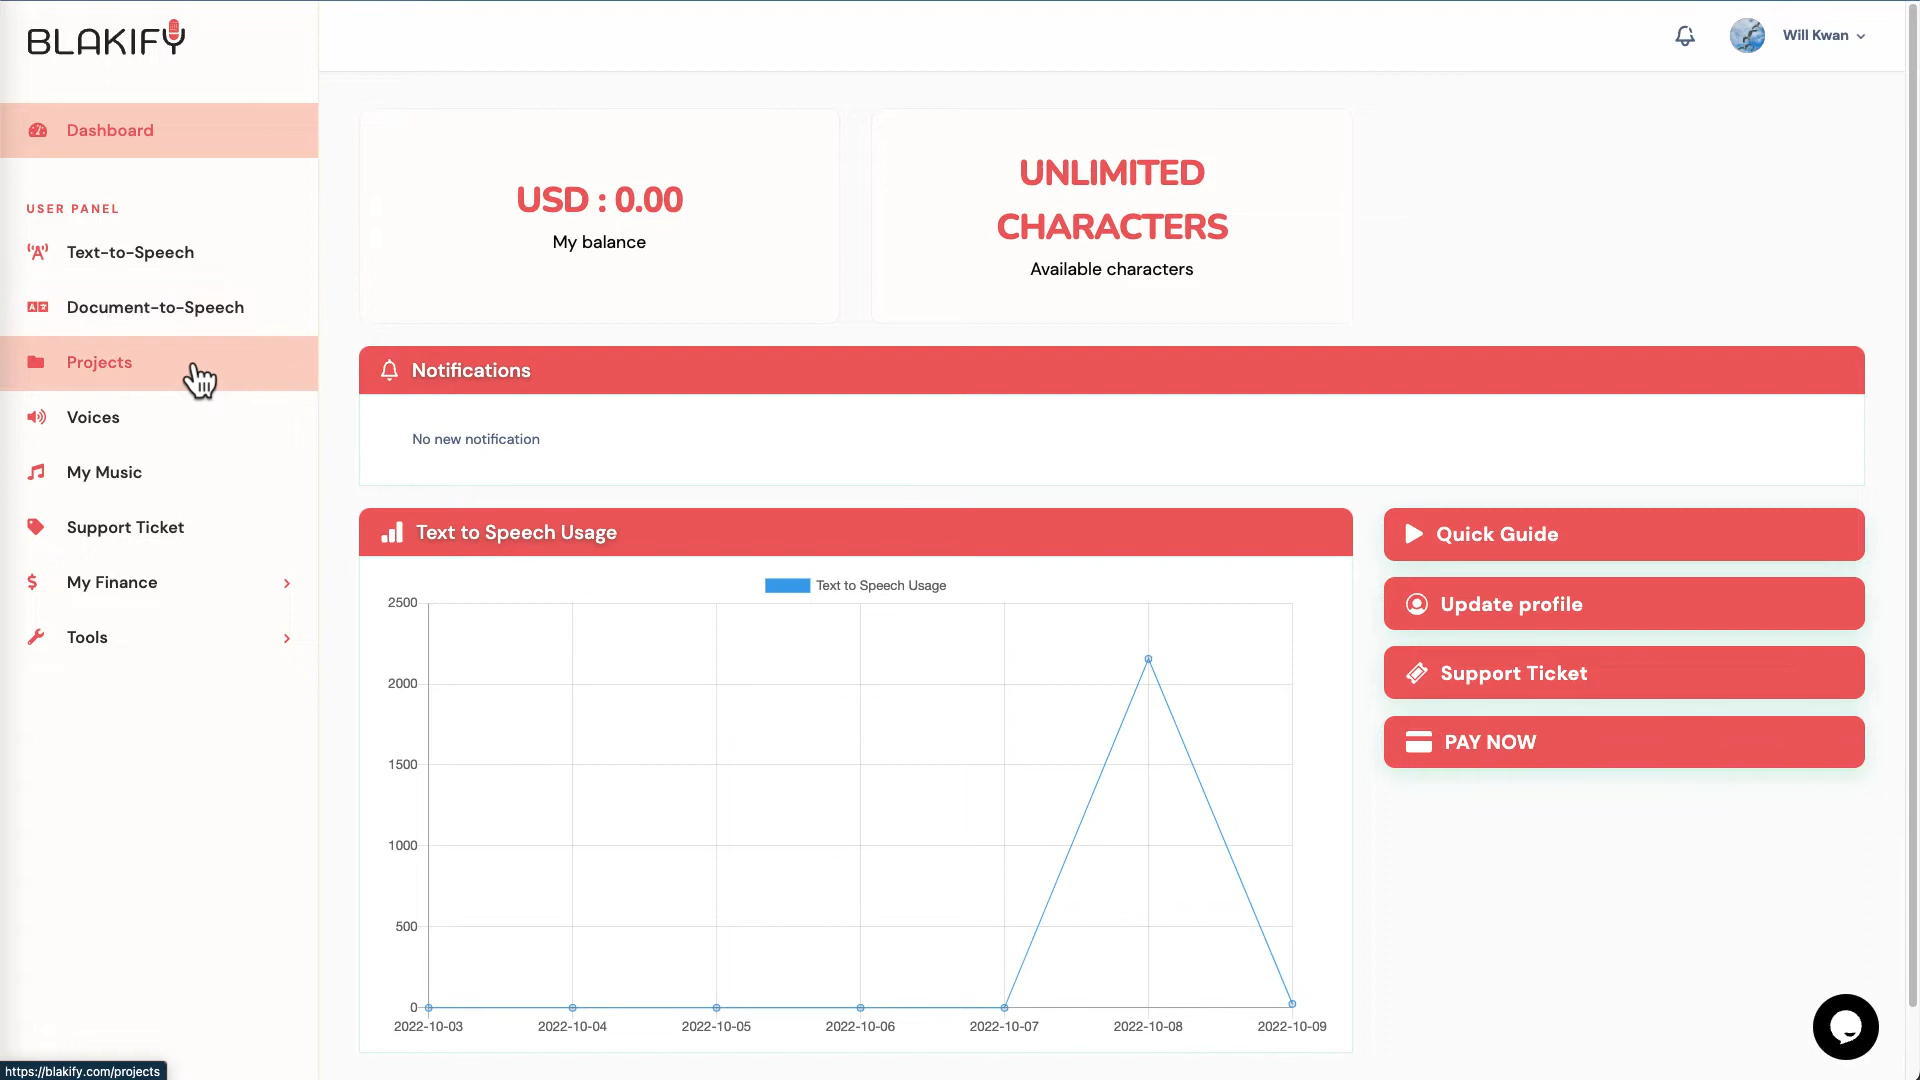 BLAKIFY
Will Kwan
Dashboard
USER PANEL
Text-to-Speech
Document-to-Speech
Projects
Voices
My Music
Support Ticket
My Finance
Tools
USD : 0.00
My balance
UNLIMITED
CHARACTERS
Available characters
Notifications
No new notification
Text to Speech Usage
Text to Speech Usage
2500
2000
1500
1000
500
0
2022-10-03
2022-10-04
2022-10-05
2022-10-06
2022-10-07
2022-10-08
2022-10-09
Quick Guide
Update profile
Support Ticket
PAY NOW
https://blakify.com/projects